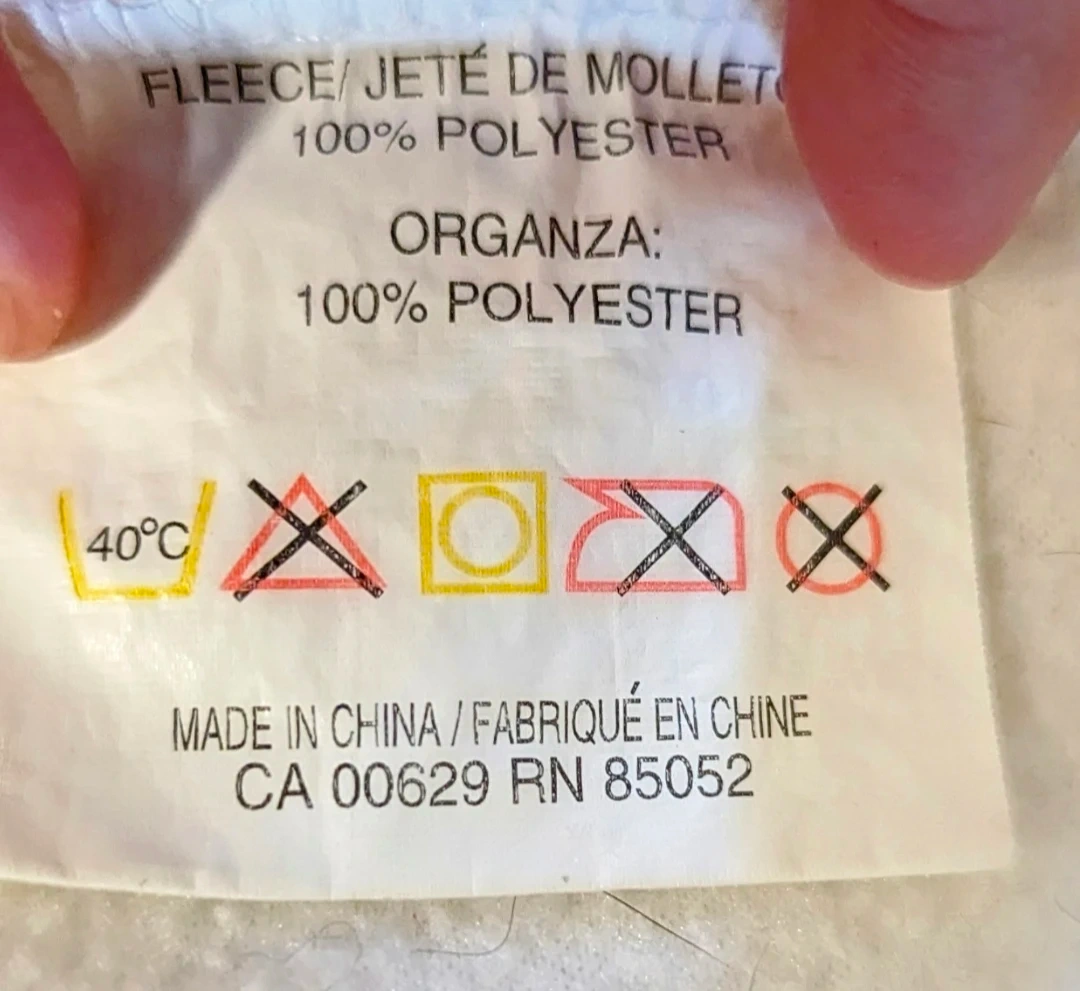 FLEECE/ JETÉ DE
100% POLYESTER
ORGANZA:
100% POLYESTER
40°C
MADE IN CHINA / FABRIQUÉ EN CHINE
CA 00629 RN 85052